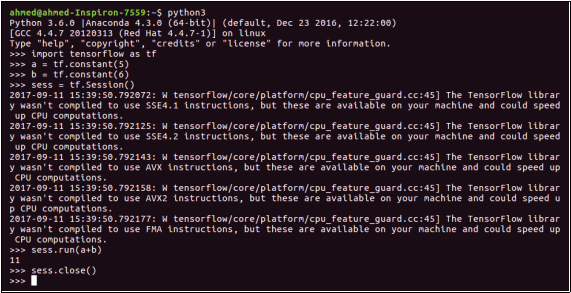 ahmed@ahmed-Inspiron-7559:~$ python3
Python 3.6.0 |Anaconda 4.3.0 (64-bit)| (default, Dec 23 2016, 12:22:00)
[GCC 4.4.7 20120313 (Red Hat 4.4.7-1)] on linux
Type "help", "copyright", "credits" or "license" for more information.
>>> import tensorflow as tf
>>> a = tf.constant(5)
>>> b = tf.constant(6)
>>> sess = tf.Session()
2017-09-11 15:39:50.792072: W tensorflow/core/platform/cpu_feature_guard.cc:45] The TensorFlow librar
y wasn't compiled to use SSE4.1 instructions, but these are available on your machine and could speed
 up CPU computations.
2017-09-11 15:39:50.792125: W tensorflow/core/platform/cpu_feature_guard.cc:45] The TensorFlow librar
y wasn't compiled to use SSE4.2 instructions, but these are available on your machine and could speed
 up CPU computations.
2017-09-11 15:39:50.792143: W tensorflow/core/platform/cpu_feature_guard.cc:45] The TensorFlow librar
y wasn't compiled to use AVX instructions, but these are available on your machine and could speed up
 CPU computations.
2017-09-11 15:39:50.792158: W tensorflow/core/platform/cpu_feature_guard.cc:45] The TensorFlow librar
y wasn't compiled to use AVX2 instructions, but these are available on your machine and could speed u
p CPU computations.
2017-09-11 15:39:50.792177: W tensorflow/core/platform/cpu_feature_guard.cc:45] The TensorFlow librar
y wasn't compiled to use FMA instructions, but these are available on your machine and could speed up
 CPU computations.
>>> sess.run(a+b)
11
>>> sess.close()
>>>